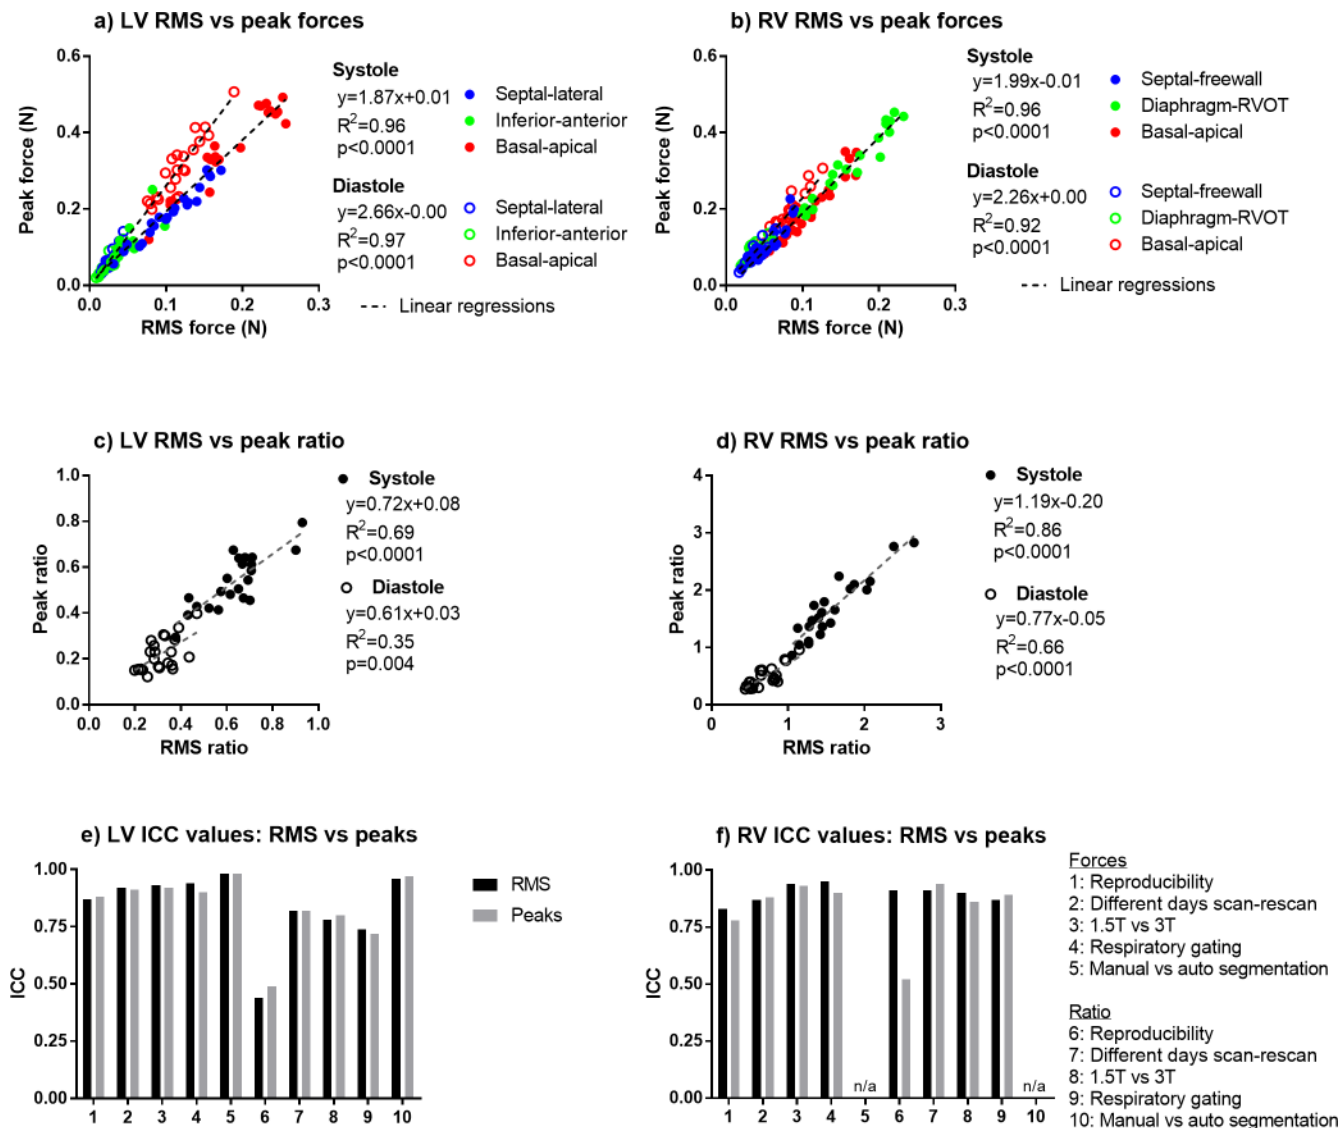 a) LV RMS vs peak forces
Peak force (N)
0.6
0.4
0.2
0.0
0.0 0.1 0.2 0.3
RMS force (N)
Systole
y=1.87x+0.01
R²=0.96
p<0.0001
Septal-lateral
Inferior-anterior
Basal-apical
Diastole
y=2.66x-0.00
R²=0.97
p<0.0001
Septal-lateral
Inferior-anterior
Basal-apical
Linear regressions
b) RV RMS vs peak forces
Peak force (N)
0.6
0.4
0.2
0.0
0.0 0.1 0.2 0.3
RMS force (N)
Systole
y=1.99x-0.01
R²=0.96
p<0.0001
Septal-freewall
Diaphragm-RVOT
Basal-apical
Diastole
y=2.26x+0.00
R²=0.92
p<0.0001
Septal-freewall
Diaphragm-RVOT
Basal-apical
Linear regressions
c) LV RMS vs peak ratio
Peak ratio
1.0
0.8
0.6
0.4
0.2
0.0
0.0 0.2 0.4 0.6 0.8 1.0
RMS ratio
Systole
y=0.72x+0.08
R²=0.69
p<0.0001
Diastole
y=0.61x+0.03
R²=0.35
p=0.004
d) RV RMS vs peak ratio
Peak ratio
4
3
2
1
0
0 1 2 3
RMS ratio
Systole
y=1.19x-0.20
R²=0.86
p<0.0001
Diastole
y=0.77x-0.05
R²=0.66
p<0.0001
e) LV ICC values: RMS vs peaks
ICC
1.00
0.75
0.50
0.25
0.00
1 2 3 4 5 6 7 8 9 10
RMS
Peaks
f) RV ICC values: RMS vs peaks
ICC
1.00
0.75
0.50
0.25
0.00
n/a
n/a
1 2 3 4 5 6 7 8 9 10
Forces
1: Reproducibility
2: Different days scan-rescan
3: 1.5T vs 3T
4: Respiratory gating
5: Manual vs auto segmentation
Ratio
6: Reproducibility
7: Different days scan-rescan
8: 1.5T vs 3T
9: Respiratory gating
10: Manual vs auto segmentation